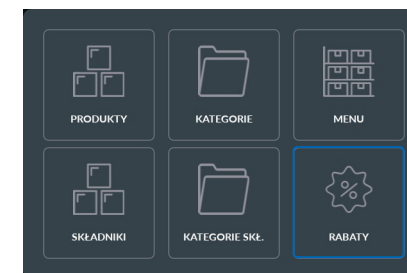 PRODUKTY
KATEGORIE
MENU
SKŁADNIKI
KATEGORIE SKŁ.
RABATY